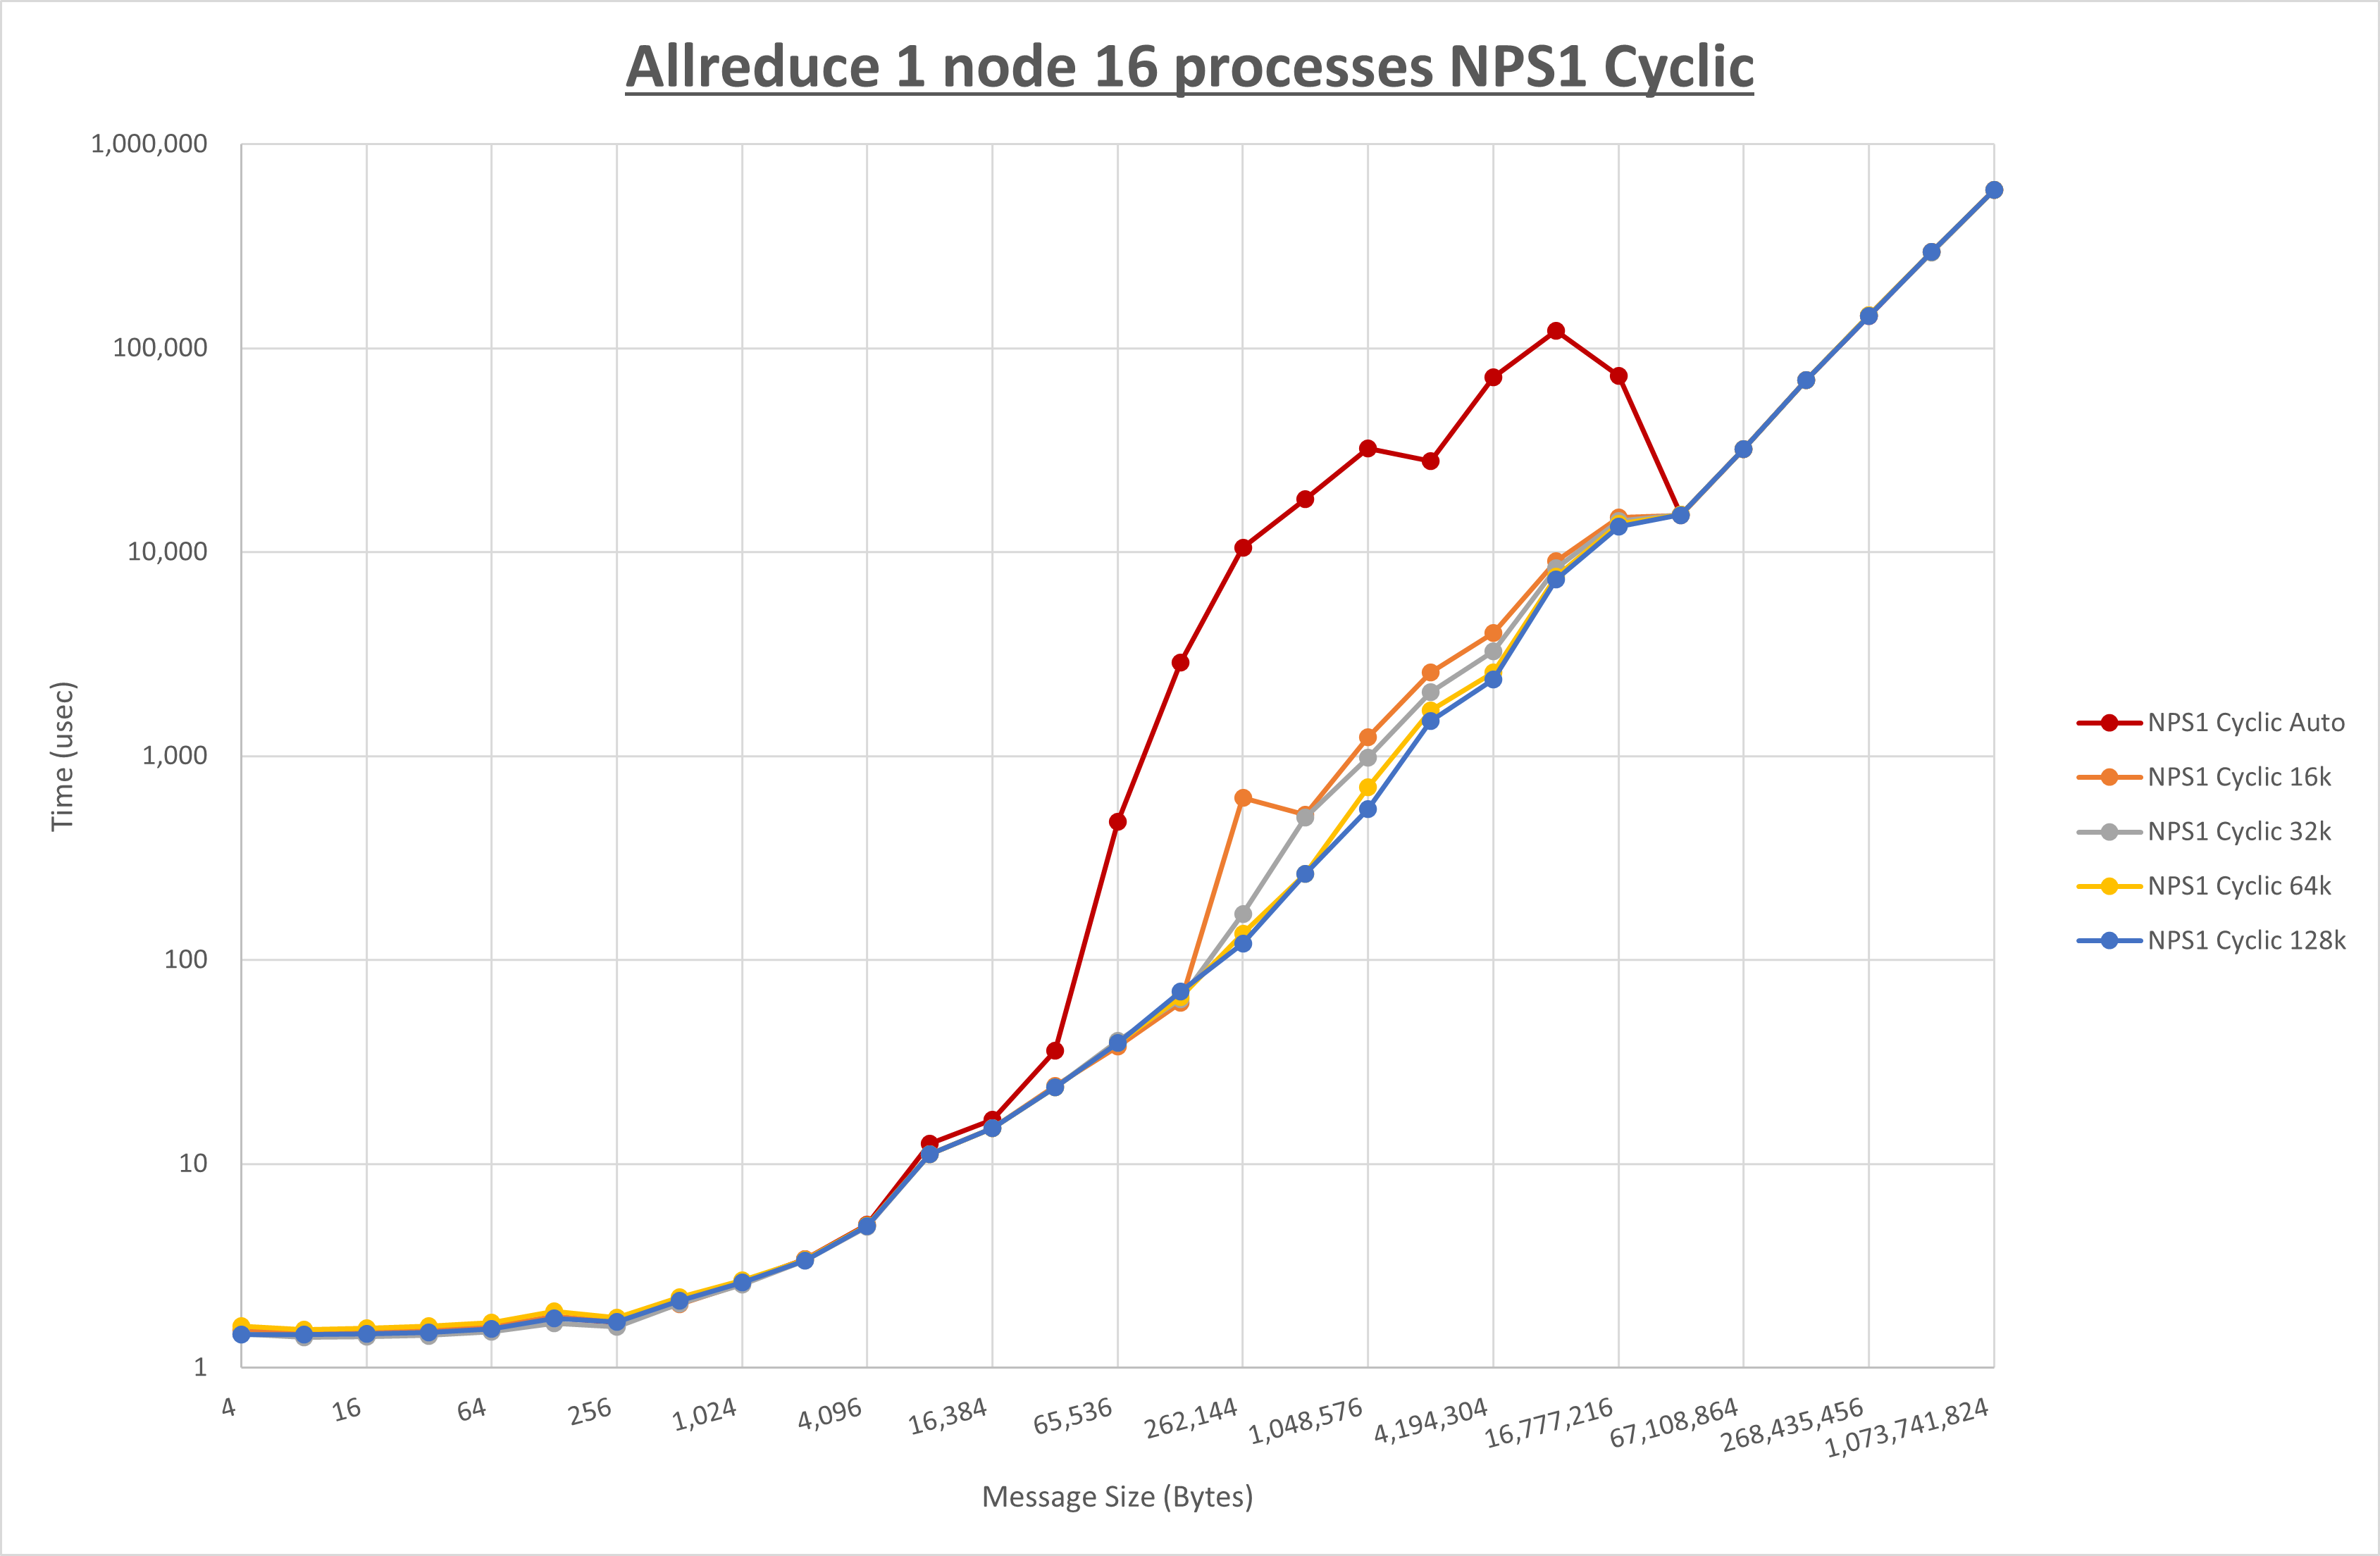 Allreduce 1 node 16 processes NPS1 Cyclic
1,000,000
100,000
10,000
1,000
100
10
1
Time (usec)
4
16
64
256
1,024
4,096
16,384
65,536
262,144
1,048,576
4,194,304
16,777,216
67,108,864
268,435,456
1,073,741,824
Message Size (Bytes)
NPS1 Cyclic Auto
NPS1 Cyclic 16k
NPS1 Cyclic 32k
NPS1 Cyclic 64k
NPS1 Cyclic 128k